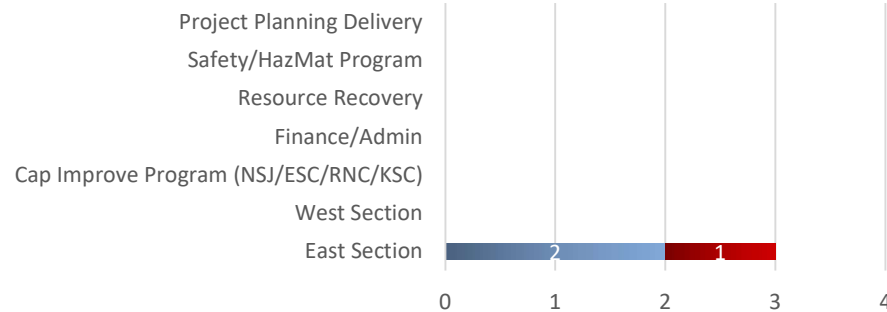 Project Planning Delivery
Safety/HazMat Program
Resource Recovery
Finance/Admin
Cap Improve Program (NSJ/ESC/RNC/KSC)
West Section
East Section 2 1
0 1 2 3 4